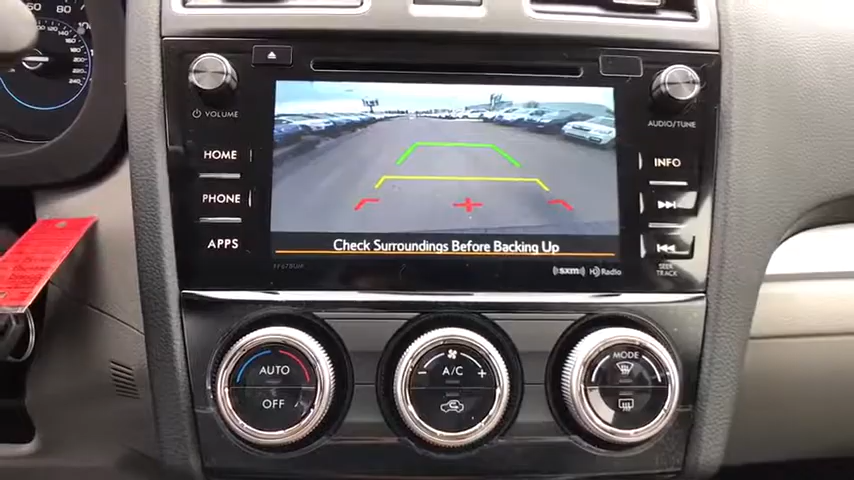 VOLUME
AUDIO/TUNE
HOME
PHONE
APPS
INFO
SEEK
TRACK
Check Surroundings Before Backing Up
((SXM)) HD Radio
AUTO
OFF
A/C
MODE
REAR